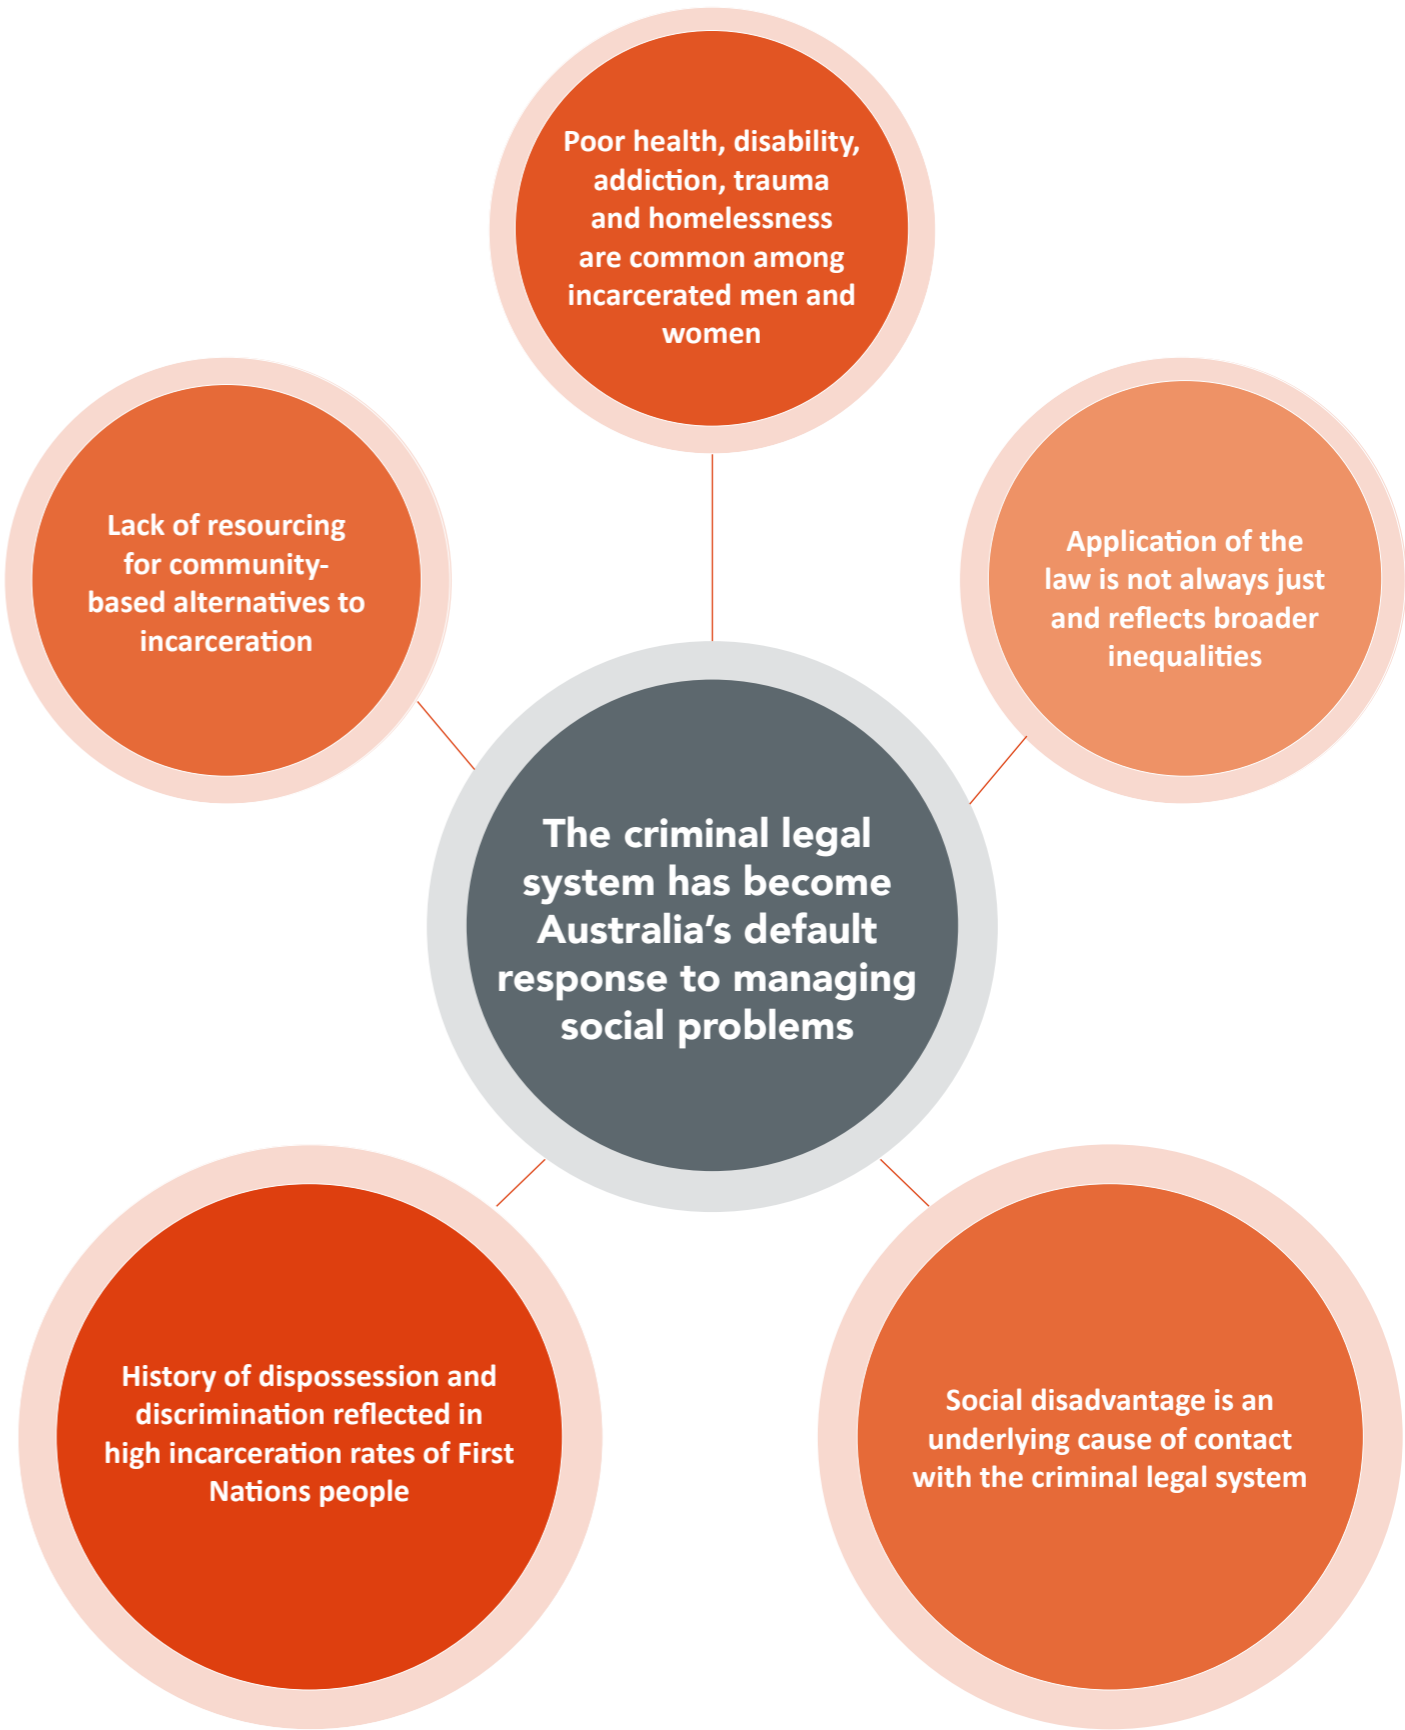 Poor health, disability,
addiction, trauma
and homelessness
are common among
incarcerated men and
women
Lack of resourcing
for community-
based alternatives to
incarceration
Application of the
law is not always just
and reflects broader
inequalities
The criminal legal
system has become
Australia’s default
response to managing
social problems
History of dispossession and
discrimination reflected in
high incarceration rates of First
Nations people
Social disadvantage is an
underlying cause of contact
with the criminal legal system